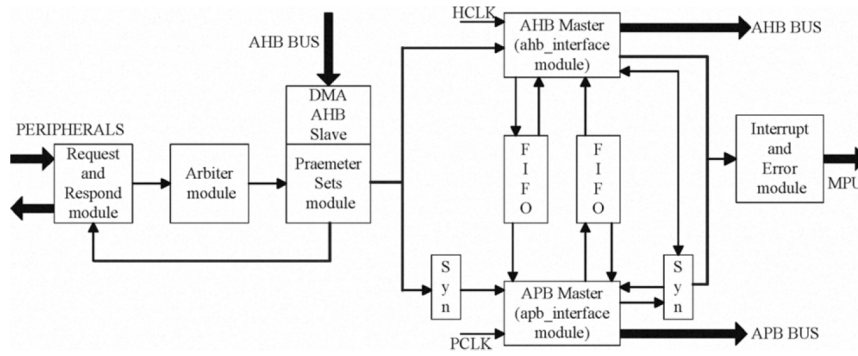 HCLK
AHB BUS
AHB Master
(ahb_interface
module)
AHB BUS
DMA
AHB
Slave
PERIPHERALS
Request
and
Respond
module
Arbiter
module
Praemeter
Sets
module
F
I
F
O
F
I
F
O
Interrupt
and
Error
module
MPU
S
y
n
APB Master
(apb_interface
module)
S
y
n
PCLK
APB BUS